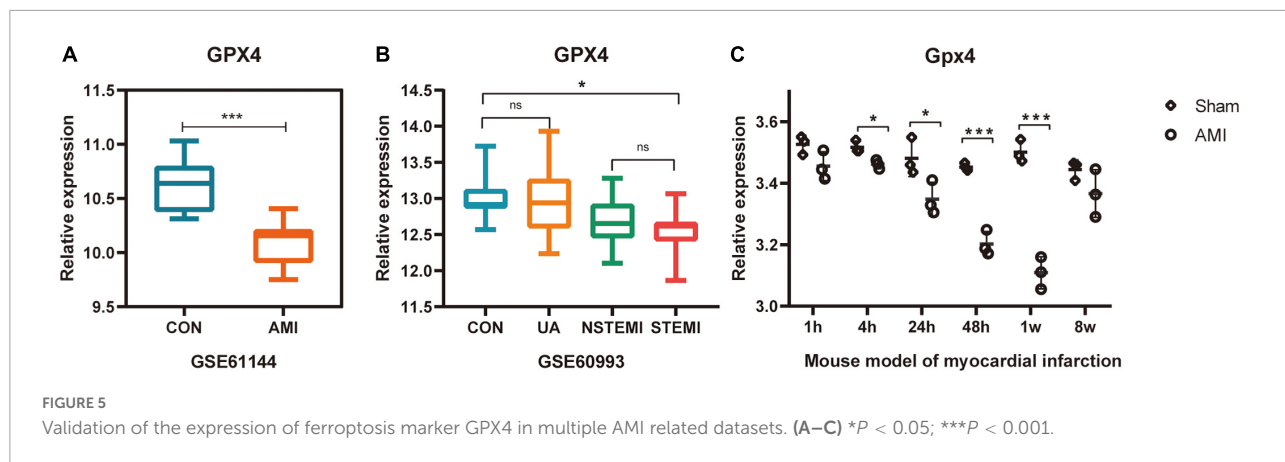 A
GPX4
Relative expression
11.5
11.0
10.5
10.0
9.5
***
CON AMI
GSE61144
B
GPX4
Relative expression
14.5
14.0
13.5
13.0
12.5
12.0
11.5
*
ns
ns
CON UA NSTEMI STEMI
GSE60993
C
Gpx4
Relative expression
3.6
3.4
3.2
3.0
* * *** ***
1h 4h 24h 48h 1w 8w
Mouse model of myocardial infarction
Sham
AMI
FIGURE 5
Validation of the expression of ferroptosis marker GPX4 in multiple AMI related datasets. (A–C) *P < 0.05; ***P < 0.001.